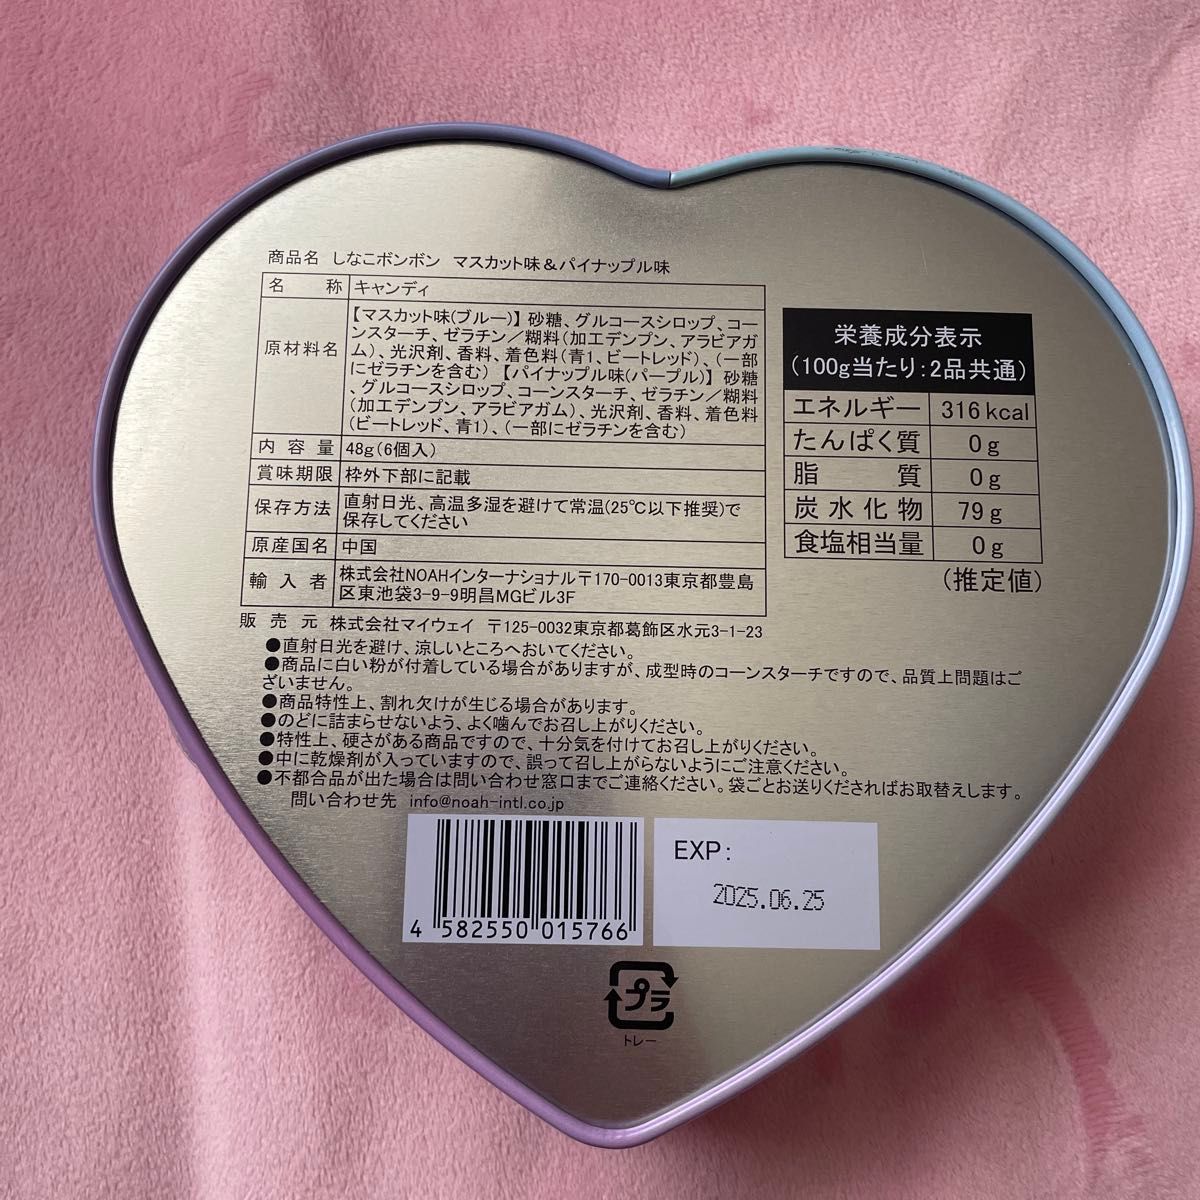 商品名 しなこボンボン マスカット味＆パイナップル味
名称 キャンディ
原材料名 【マスカット味(ブルー)】砂糖、グルコースシロップ、コー
ンスターチ、ゼラチン／糊料(加工デンプン、アラビアガ
ム)、光沢剤、香料、着色料(青1、ビートレッド)、(一部
にゼラチンを含む)【パイナップル味(パープル)】砂糖
、グルコースシロップ、コーンスターチ、ゼラチン／糊料
(加工デンプン、アラビアガム)、光沢剤、香料、着色料
(ビートレッド、青1)、(一部にゼラチンを含む)
内容量 48g(6個入)
賞味期限 枠外下部に記載
保存方法 直射日光、高温多湿を避けて常温(25℃以下推奨)で
保存してください
原産国名 中国
輸入者 株式会社NOAHインターナショナル〒170-0013東京都豊島
区東池袋3-9-9明昌MGビル3F
販売元 株式会社マイウェイ 〒125-0032東京都葛飾区水元3-1-23
栄養成分表示
(100g当たり:2品共通)
エネルギー 316kcal
たんぱく質 0g
脂質 0g
炭水化物 79g
食塩相当量 0g
(推定値)
●直射日光を避け、涼しいところへおいてください。
●商品に白い粉が付着している場合がありますが、成型時のコーンスターチですので、品質上問題はご
ざいません。
●商品特性上、割れ欠けが生じる場合があります。
●のどに詰まらせないよう、よく噛んでお召し上がりください。
●特性上、硬さがある商品ですので、十分気を付けてお召し上がりください。
●中に乾燥剤が入っていますので、誤って召し上がらないようにご注意ください。
●不都合品が出た場合は問い合わせ窓口までご連絡ください。袋ごとお送りくださればお取替えします。
問い合わせ先 info@noah-intl.co.jp
4 582550 015766
EXP:
2025.06.25
プラ
トレー